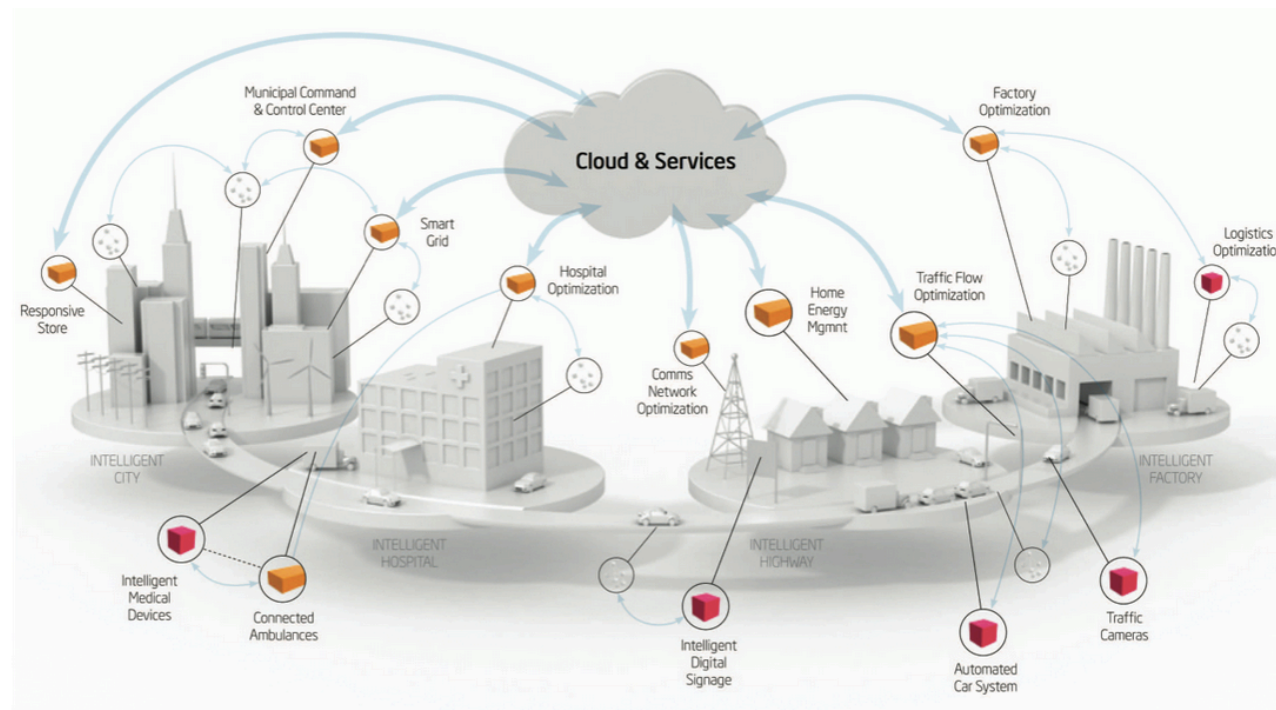 Municipal Command
& Control Center
Cloud & Services
Factory
Optimization
Smart
Grid
Hospital
Optimization
Logistics
Optimizatio
Responsive
Store
Home
Energy
Mgmnt
Traffic Flow
Optimization
Comms
Network
Optimization
INTELLIGENT
CITY
INTELLIGENT
HOSPITAL
INTELLIGENT
HIGHWAY
INTELLIGENT
FACTORY
Intelligent
Medical
Devices
Connected
Ambulances
Intelligent
Digital
Signage
Automated
Car System
Traffic
Cameras